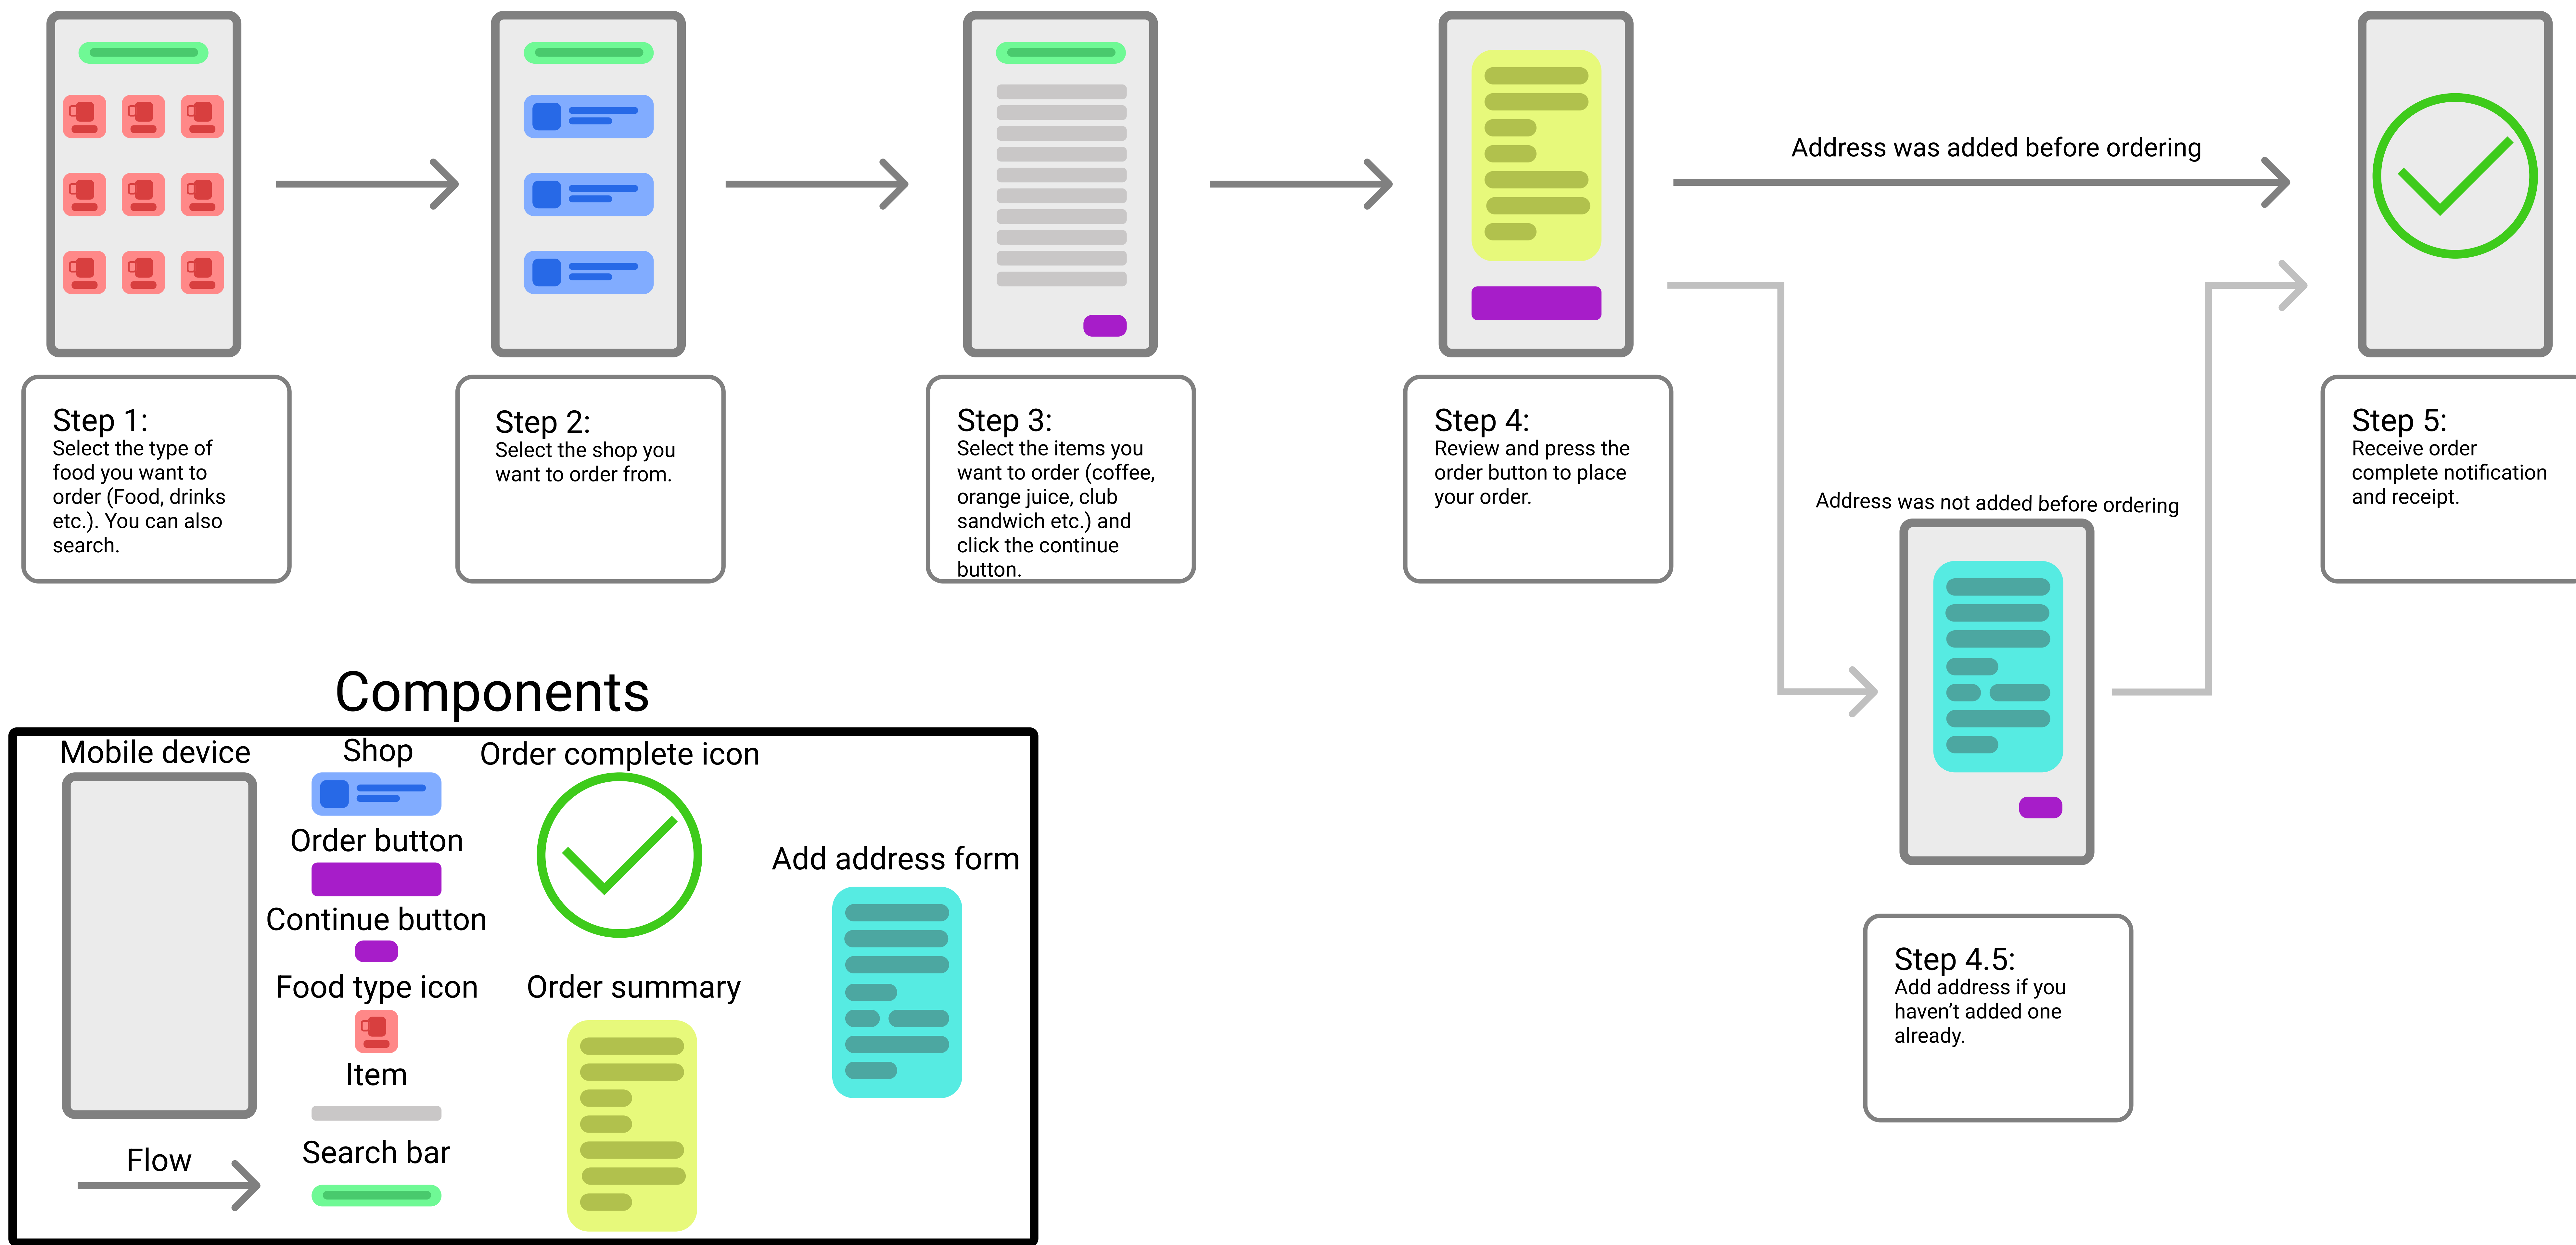 Address was added before ordering
Step 1:
Select the type of
food you want to
order (Food, drinks
etc.). You can also
search.
Step 2:
Select the shop you
want to order from.
Step 3:
Select the items you
want to order (coffee,
orange juice, club
sandwich etc.) and
click the continue
button.
Step 4:
Review and press the
order button to place
your order.
Address was not added before ordering
Step 5:
Receive order
complete notification
and receipt.
Step 4.5:
Add address if you
haven’t added one
already.
Components
Mobile device
Flow
Shop
Order button
Continue button
Food type icon
Item
Search bar
Order complete icon
Order summary
Add address form